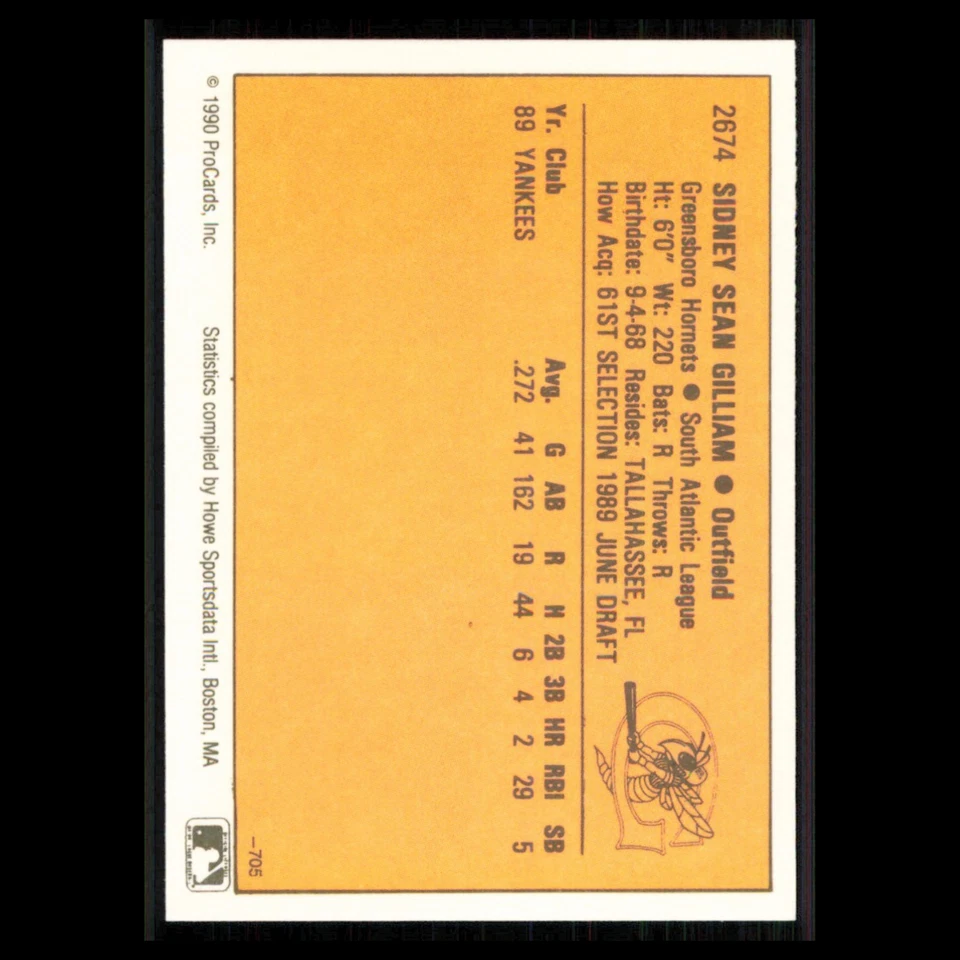 2674 SIDNEY SEAN GILLIAM ● Outfield
Greensboro Hornets ● South Atlantic League
Ht: 6'0" Wt: 220 Bats: R Throws: R
Birthdate: 9-4-68 Resides: TALLAHASSEE, FL
How Acq: 61ST SELECTION 1989 JUNE DRAFT
Yr. Club Avg. G AB R H 2B 3B HR RBI SB
89 YANKEES .272 41 162 19 44 6 4 2 29 5
—705
© 1990 ProCards, Inc. Statistics compiled by Howe Sportsdata Intl., Boston, MA